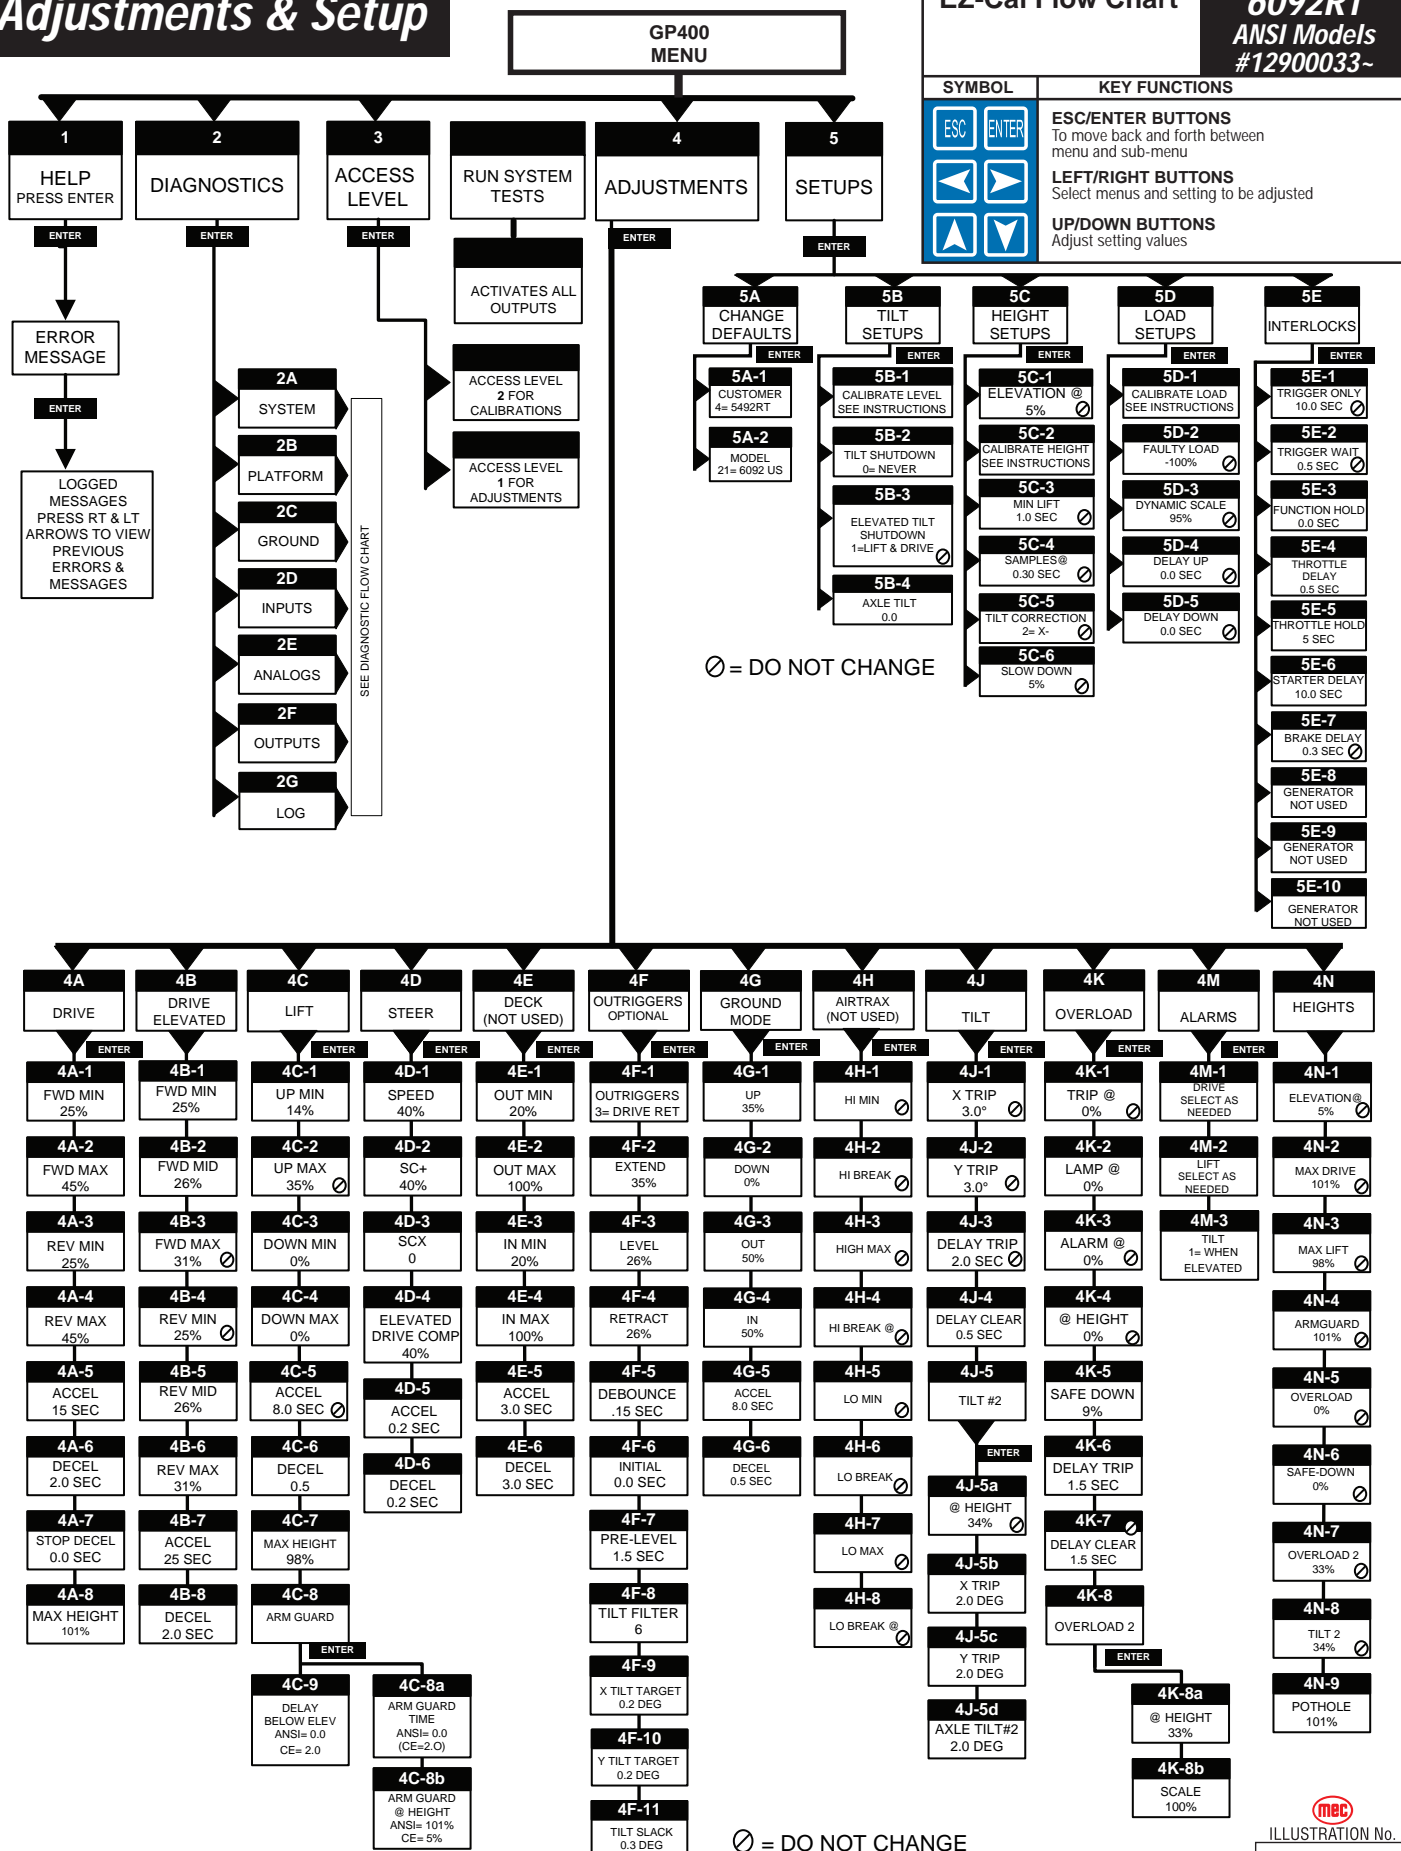 Adjustments & Setup
GP400
MENU
EZ-Cal Flow Chart
6092RT
ANSI Models
#12900033~
SYMBOL
KEY FUNCTIONS
ESC
ENTER
ESC/ENTER BUTTONS
To move back and forth between
menu and sub-menu
LEFT/RIGHT BUTTONS
Select menus and setting to be adjusted
UP/DOWN BUTTONS
Adjust setting values
1
HELP
PRESS ENTER
2
DIAGNOSTICS
3
ACCESS
LEVEL
RUN SYSTEM
TESTS
4
ADJUSTMENTS
5
SETUPS
ENTER
ENTER
ENTER
ENTER
ENTER
ERROR
MESSAGE
ENTER
LOGGED
MESSAGES
PRESS RT & LT
ARROWS TO VIEW
PREVIOUS
ERRORS &
MESSAGES
2A
SYSTEM
2B
PLATFORM
2C
GROUND
2D
INPUTS
2E
ANALOGS
2F
OUTPUTS
2G
LOG
SEE DIAGNOSTIC FLOW CHART
ACTIVATES ALL
OUTPUTS
ACCESS LEVEL
2 FOR
CALIBRATIONS
ACCESS LEVEL
1 FOR
ADJUSTMENTS
5A
CHANGE
DEFAULTS
ENTER
5A-1
CUSTOMER
4= 5492RT
5A-2
MODEL
21= 6092 US
5B
TILT
SETUPS
ENTER
5B-1
CALIBRATE LEVEL
SEE INSTRUCTIONS
5B-2
TILT SHUTDOWN
0= NEVER
5B-3
ELEVATED TILT
SHUTDOWN
1=LIFT & DRIVE
5B-4
AXLE TILT
0.0
5C
HEIGHT
SETUPS
ENTER
5C-1
ELEVATION @
5%
5C-2
CALIBRATE HEIGHT
SEE INSTRUCTIONS
5C-3
MIN LIFT
1.0 SEC
5C-4
SAMPLES@
0.30 SEC
5C-5
TILT CORRECTION
2= X-
5C-6
SLOW DOWN
5%
5D
LOAD
SETUPS
ENTER
5D-1
CALIBRATE LOAD
SEE INSTRUCTIONS
5D-2
FAULTY LOAD
-100%
5D-3
DYNAMIC SCALE
95%
5D-4
DELAY UP
0.0 SEC
5D-5
DELAY DOWN
0.0 SEC
5E
INTERLOCKS
ENTER
5E-1
TRIGGER ONLY
10.0 SEC
5E-2
TRIGGER WAIT
0.5 SEC
5E-3
FUNCTION HOLD
0.0 SEC
5E-4
THROTTLE
DELAY
0.5 SEC
5E-5
THROTTLE HOLD
5 SEC
5E-6
STARTER DELAY
10.0 SEC
5E-7
BRAKE DELAY
0.3 SEC
5E-8
GENERATOR
NOT USED
5E-9
GENERATOR
NOT USED
5E-10
GENERATOR
NOT USED
= DO NOT CHANGE
4A
DRIVE
ENTER
4A-1
FWD MIN
25%
4A-2
FWD MAX
45%
4A-3
REV MIN
25%
4A-4
REV MAX
45%
4A-5
ACCEL
15 SEC
4A-6
DECEL
2.0 SEC
4A-7
STOP DECEL
0.0 SEC
4A-8
MAX HEIGHT
101%
4B
DRIVE
ELEVATED
4B-1
FWD MIN
25%
4B-2
FWD MID
26%
4B-3
FWD MAX
31%
4B-4
REV MIN
25%
4B-5
REV MID
26%
4B-6
REV MAX
31%
4B-7
ACCEL
25 SEC
4B-8
DECEL
2.0 SEC
ENTER
4C
LIFT
ENTER
4C-1
UP MIN
14%
4C-2
UP MAX
35%
4C-3
DOWN MIN
0%
4C-4
DOWN MAX
0%
4C-5
ACCEL
8.0 SEC
4C-6
DECEL
0.5
4C-7
MAX HEIGHT
98%
4C-8
ARM GUARD
ENTER
4C-9
DELAY
BELOW ELEV
ANSI= 0.0
CE= 2.0
4C-8a
ARM GUARD
TIME
ANSI= 0.0
(CE=2.O)
4C-8b
ARM GUARD
@ HEIGHT
ANSI= 101%
CE= 5%
4D
STEER
ENTER
4D-1
SPEED
40%
4D-2
SC+
40%
4D-3
SCX
0
4D-4
ELEVATED
DRIVE COMP
40%
4D-5
ACCEL
0.2 SEC
4D-6
DECEL
0.2 SEC
4E
DECK
(NOT USED)
ENTER
4E-1
OUT MIN
20%
4E-2
OUT MAX
100%
4E-3
IN MIN
20%
4E-4
IN MAX
100%
4E-5
ACCEL
3.0 SEC
4E-6
DECEL
3.0 SEC
4F
OUTRIGGERS
OPTIONAL
ENTER
4F-1
OUTRIGGERS
3= DRIVE RET
4F-2
EXTEND
35%
4F-3
LEVEL
26%
4F-4
RETRACT
26%
4F-5
DEBOUNCE
.15 SEC
4F-6
INITIAL
0.0 SEC
4F-7
PRE-LEVEL
1.5 SEC
4F-8
TILT FILTER
6
4F-9
X TILT TARGET
0.2 DEG
4F-10
Y TILT TARGET
0.2 DEG
4F-11
TILT SLACK
0.3 DEG
4G
GROUND
MODE
ENTER
4G-1
UP
35%
4G-2
DOWN
0%
4G-3
OUT
50%
4G-4
IN
50%
4G-5
ACCEL
8.0 SEC
4G-6
DECEL
0.5 SEC
4H
AIRTRAX
(NOT USED)
ENTER
4H-1
HI MIN
4H-2
HI BREAK
4H-3
HIGH MAX
4H-4
HI BREAK @
4H-5
LO MIN
4H-6
LO BREAK
4H-7
LO MAX
4H-8
LO BREAK @
4J
TILT
ENTER
4J-1
X TRIP
3.0°
4J-2
Y TRIP
3.0°
4J-3
DELAY TRIP
2.0 SEC
4J-4
DELAY CLEAR
0.5 SEC
4J-5
TILT #2
ENTER
4J-5a
@ HEIGHT
34%
4J-5b
X TRIP
2.0 DEG
4J-5c
Y TRIP
2.0 DEG
4J-5d
AXLE TILT#2
2.0 DEG
4K
OVERLOAD
ENTER
4K-1
TRIP @
0%
4K-2
LAMP @
0%
4K-3
ALARM @
0%
4K-4
@ HEIGHT
0%
4K-5
SAFE DOWN
9%
4K-6
DELAY TRIP
1.5 SEC
4K-7
DELAY CLEAR
1.5 SEC
4K-8
OVERLOAD 2
ENTER
4K-8a
@ HEIGHT
33%
4K-8b
SCALE
100%
4M
ALARMS
ENTER
4M-1
DRIVE
SELECT AS
NEEDED
4M-2
LIFT
SELECT AS
NEEDED
4M-3
TILT
1= WHEN
ELEVATED
4N
HEIGHTS
4N-1
ELEVATION@
5%
4N-2
MAX DRIVE
101%
4N-3
MAX LIFT
98%
4N-4
ARMGUARD
101%
4N-5
OVERLOAD
0%
4N-6
SAFE-DOWN
0%
4N-7
OVERLOAD 2
33%
4N-8
TILT 2
34%
4N-9
POTHOLE
101%
= DO NOT CHANGE
mec
ILLUSTRATION No.